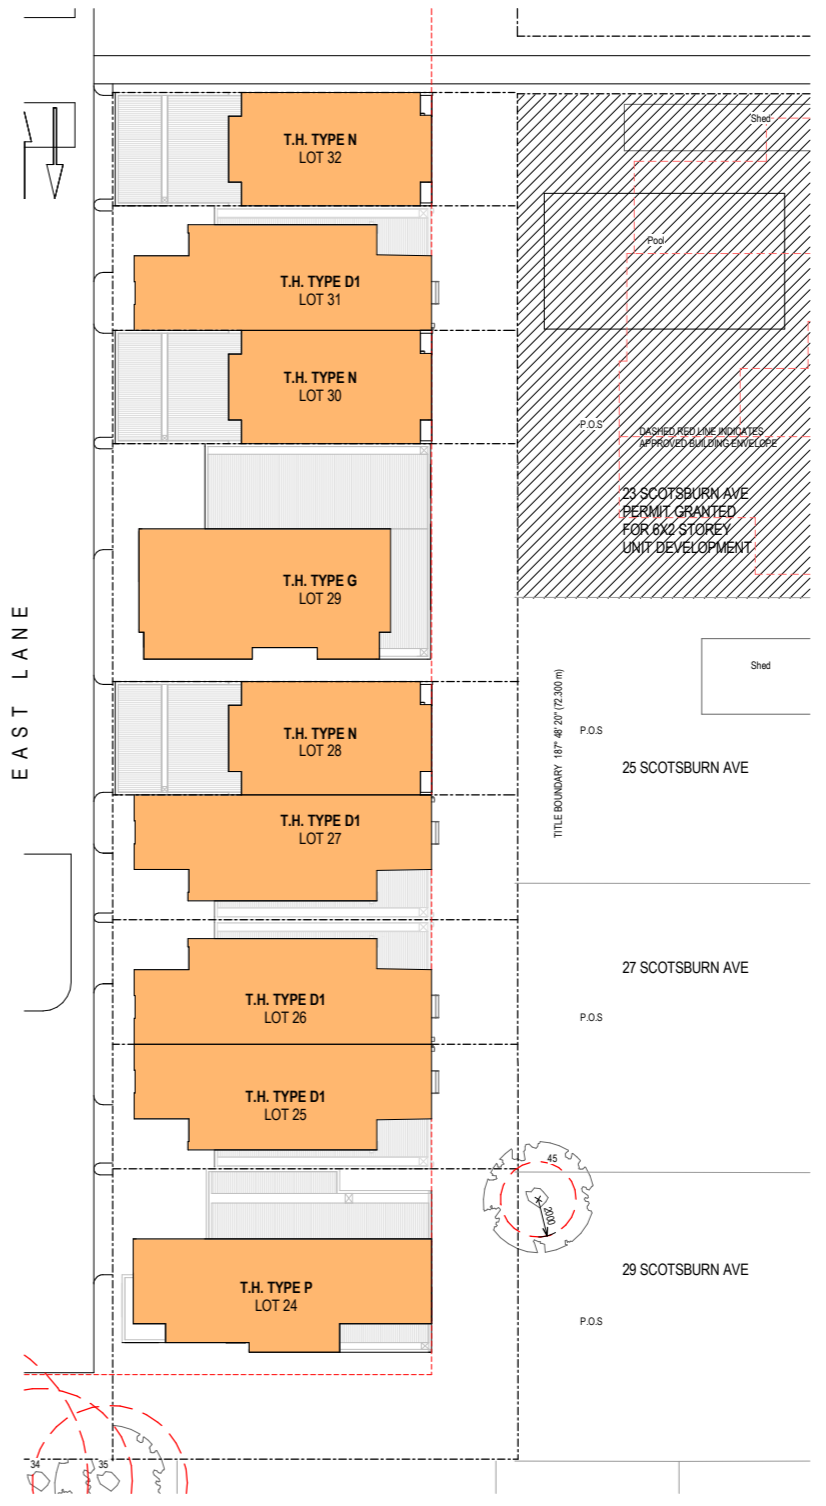 T.H. TYPE N
LOT 32
Shed
Pool
T.H. TYPE D1
LOT 31
T.H. TYPE N
LOT 30
P.O.S
DASHED RED LINE INDICATES
APPROVED BUILDING ENVELOPE
23 SCOTSBURN AVE
PERMIT GRANTED
FOR 6X2 STOREY
UNIT DEVELOPMENT
T.H. TYPE G
LOT 29
EAST LANE
Shed
TITLE BOUNDARY 187° 48' 20" (72.300 m)
P.O.S
T.H. TYPE N
LOT 28
25 SCOTSBURN AVE
T.H. TYPE D1
LOT 27
27 SCOTSBURN AVE
T.H. TYPE D1
LOT 26
P.O.S
T.H. TYPE D1
LOT 25
45
2000
29 SCOTSBURN AVE
T.H. TYPE P
LOT 24
P.O.S
34
35